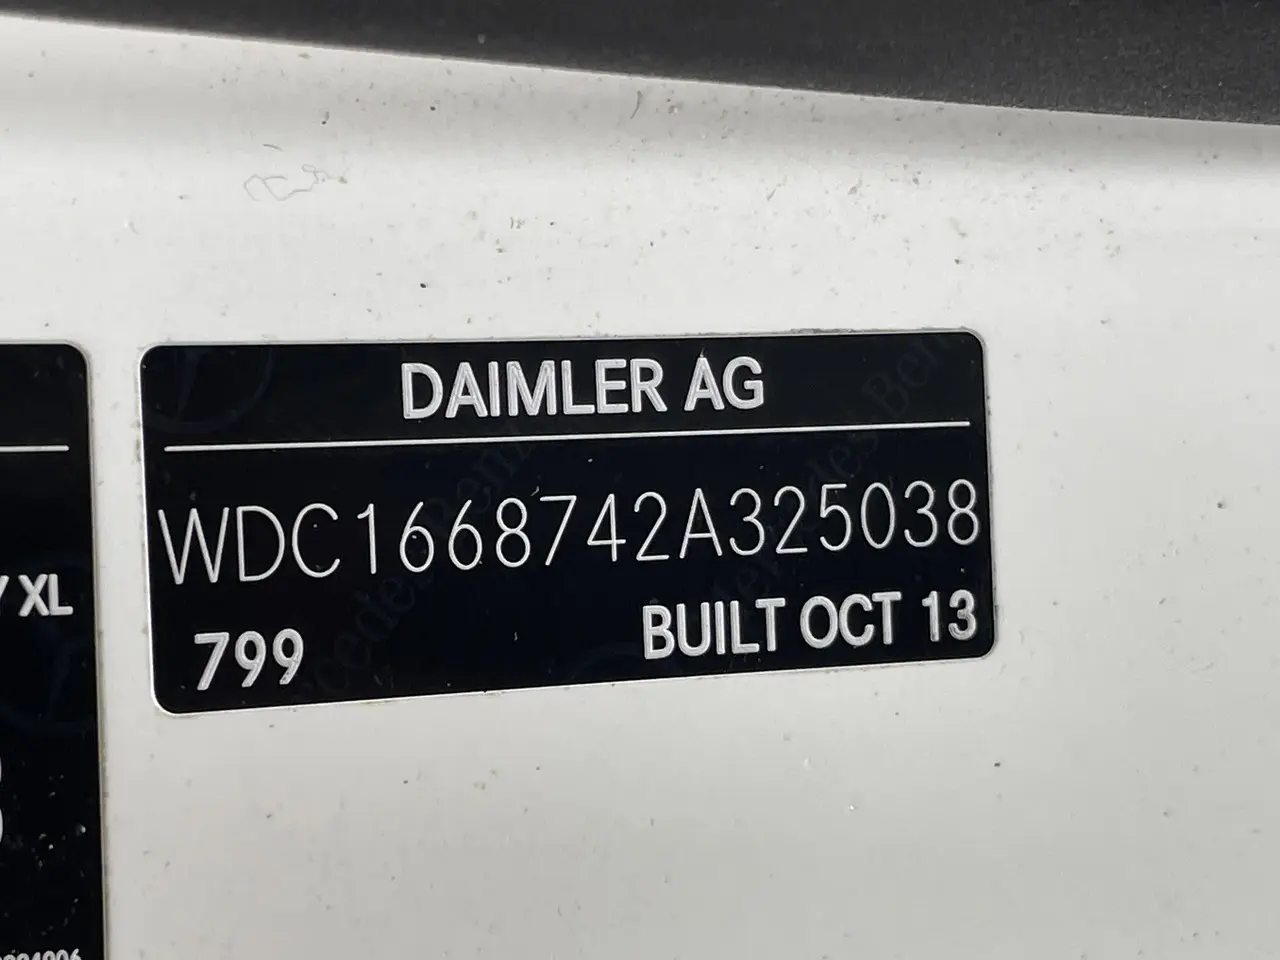 DAIMLER AG
WDC1668742A325038
799 BUILT OCT 13
XL